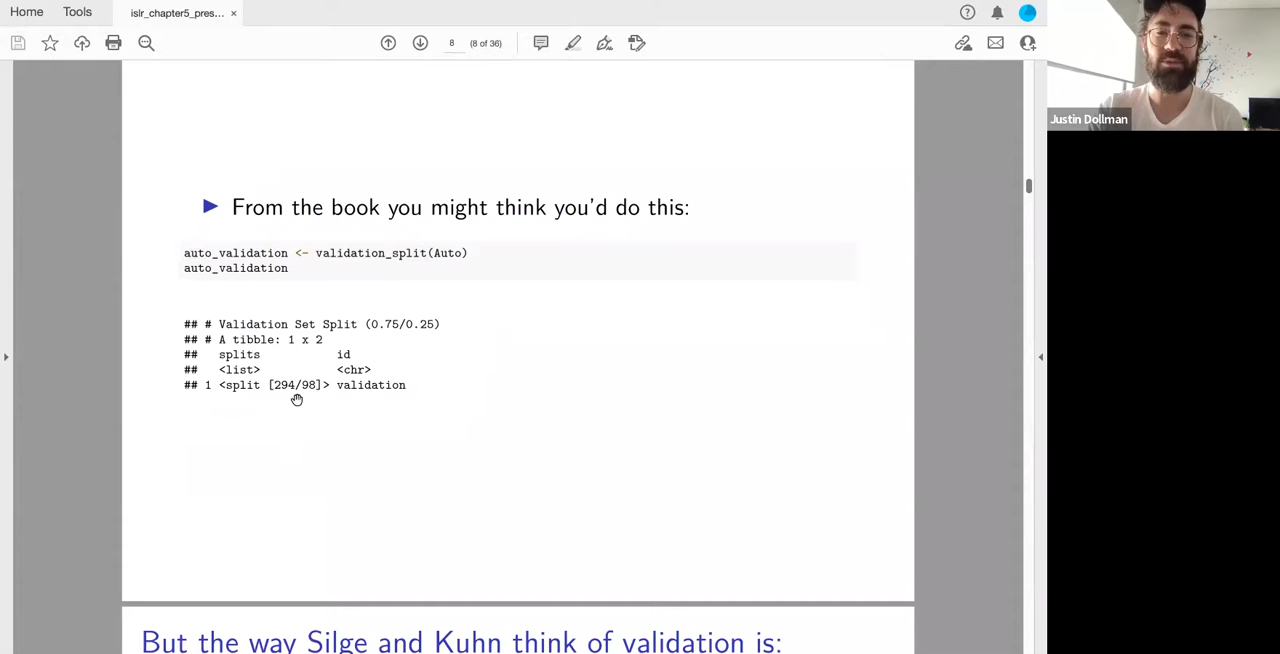 Home
Tools
islr_chapter5_pres...
×
8
(8 of 36)
Justin Dollman
From the book you might think you'd do this:
auto_validation <- validation_split(Auto)
auto_validation
## # Validation Set Split (0.75/0.25)
## # A tibble: 1 x 2
##   splits           id
##   <list>           <chr>
## 1 <split [294/98]> validation
But the way Silge and Kuhn think of validation is: